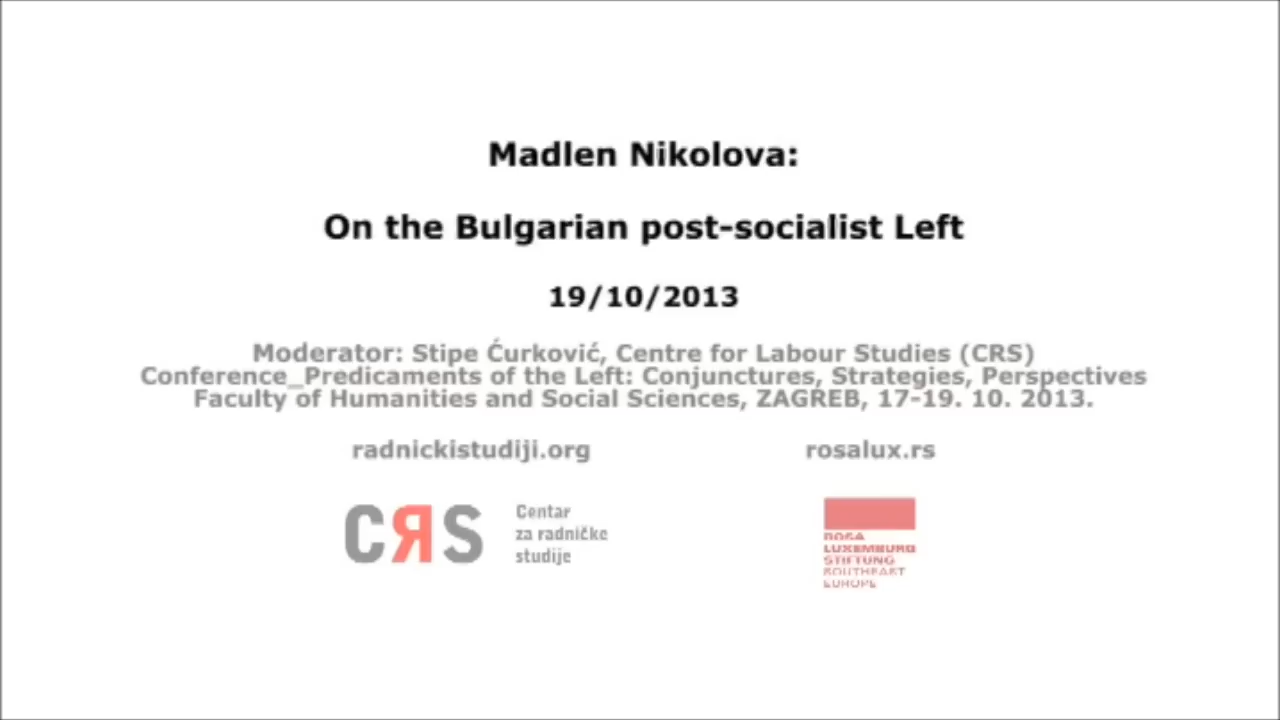 Madlen Nikolova:
On the Bulgarian post-socialist Left
19/10/2013
Moderator: Stipe Ćurković, Centre for Labour Studies (CRS)
Conference_Predicaments of the Left: Conjunctures, Strategies, Perspectives
Faculty of Humanities and Social Sciences, ZAGREB, 17-19. 10. 2013.
radnickistudiji.org
rosalux.rs
CЯS
Centar
za radničke
studije
ROSA
LUXEMBURG
STIFTUNG
SOUTHEAST
EUROPE